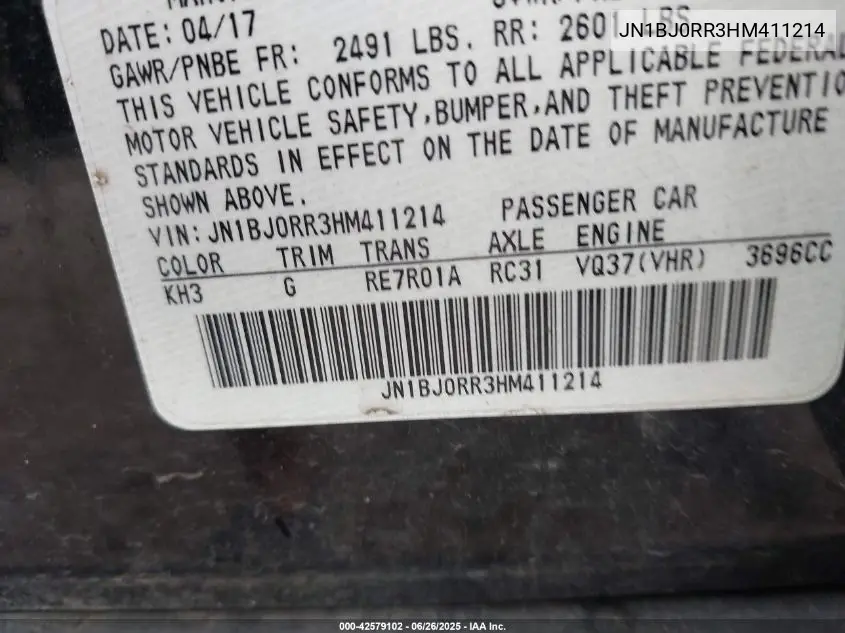 JN1BJ0RR3HM411214
DATE: 04/17
GAWR/PNBE FR: 2491 LBS. RR: 2601 LBS
THIS VEHICLE CONFORMS TO ALL APPLICABLE FEDERAL
MOTOR VEHICLE SAFETY, BUMPER, AND THEFT PREVENTIO
STANDARDS IN EFFECT ON THE DATE OF MANUFACTURE
SHOWN ABOVE.
VIN: JN1BJ0RR3HM411214 PASSENGER CAR
COLOR TRIM TRANS AXLE ENGINE
KH3 G RE7R01A RC31 VQ37(VHR) 3696CC
JN1BJ0RR3HM411214
000-42579102 - 06/26/2025 - IAA Inc.